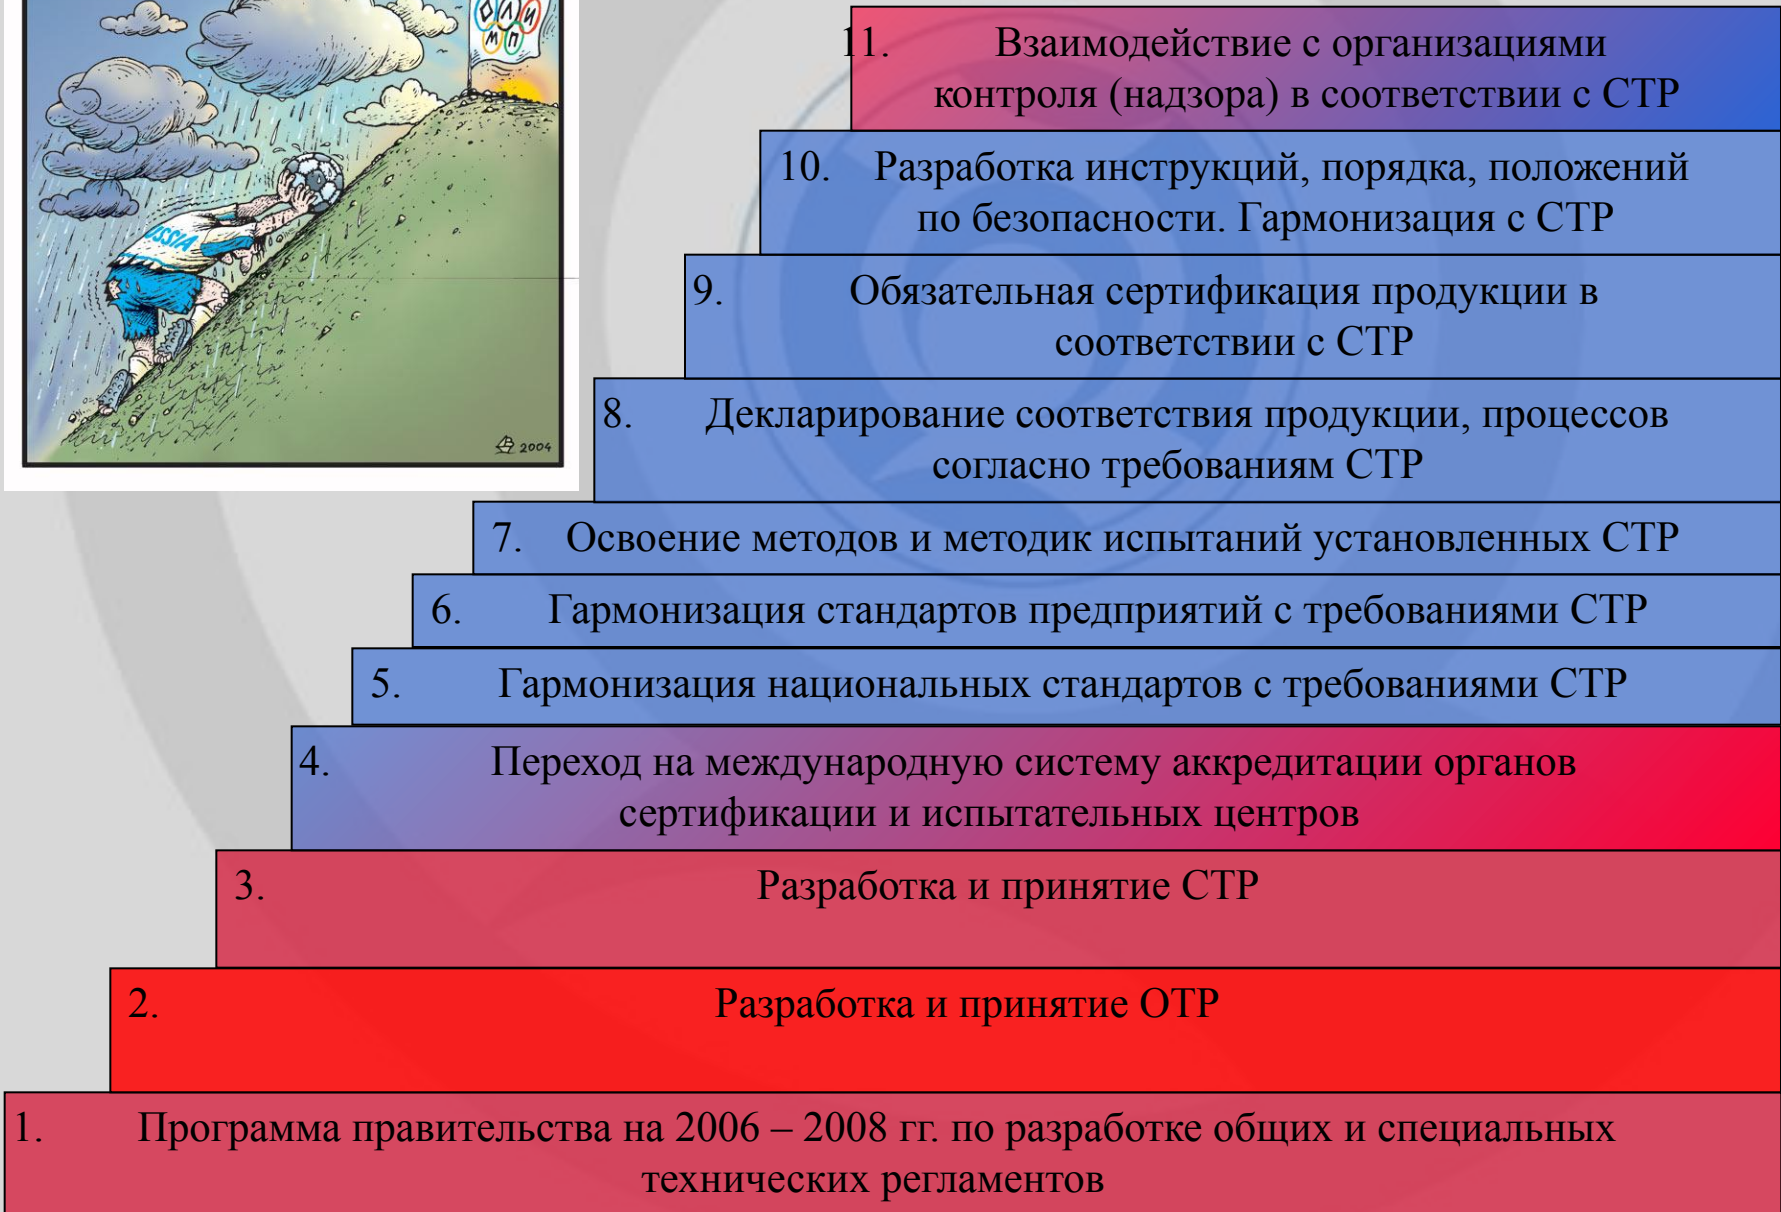 ОЛИ
МП
RUSSIA
2004
11. Взаимодействие с организациями
контроля (надзора) в соответствии с СТР
10. Разработка инструкций, порядка, положений
по безопасности. Гармонизация с СТР
9. Обязательная сертификация продукции в
соответствии с СТР
8. Декларирование соответствия продукции, процессов
согласно требованиям СТР
7. Освоение методов и методик испытаний установленных СТР
6. Гармонизация стандартов предприятий с требованиями СТР
5. Гармонизация национальных стандартов с требованиями СТР
4. Переход на международную систему аккредитации органов
сертификации и испытательных центров
3. Разработка и принятие СТР
2. Разработка и принятие ОТР
1. Программа правительства на 2006 – 2008 гг. по разработке общих и специальных
технических регламентов